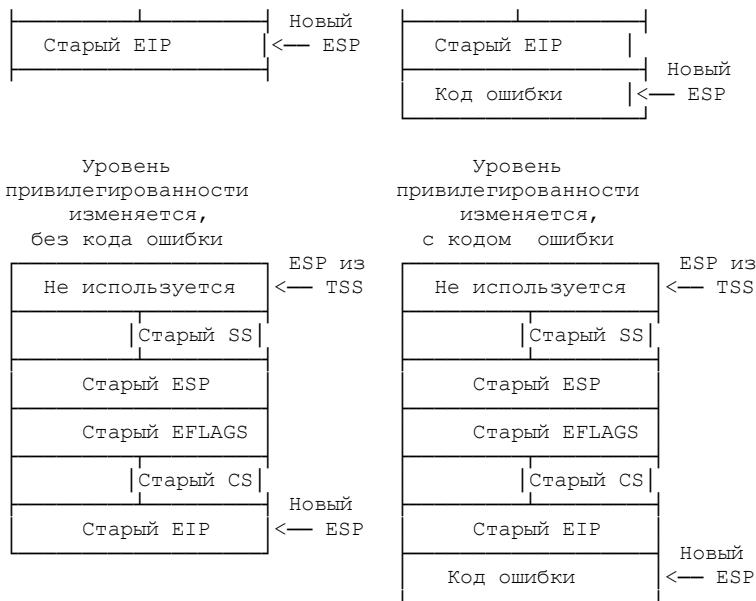 Новый
Старый EIP <—— ESP Старый EIP
Новый
Код ошибки <—— ESP
Уровень Уровень
привилегированности привилегированности
изменяется, изменяется,
без кода ошибки с кодом ошибки
ESP из ESP из
Не используется <—— TSS Не используется <—— TSS
Старый SS Старый SS
Старый ESP Старый ESP
Старый EFLAGS Старый EFLAGS
Старый CS Старый CS
Новый
Старый EIP <—— ESP Старый EIP
Новый
Код ошибки <—— ESP